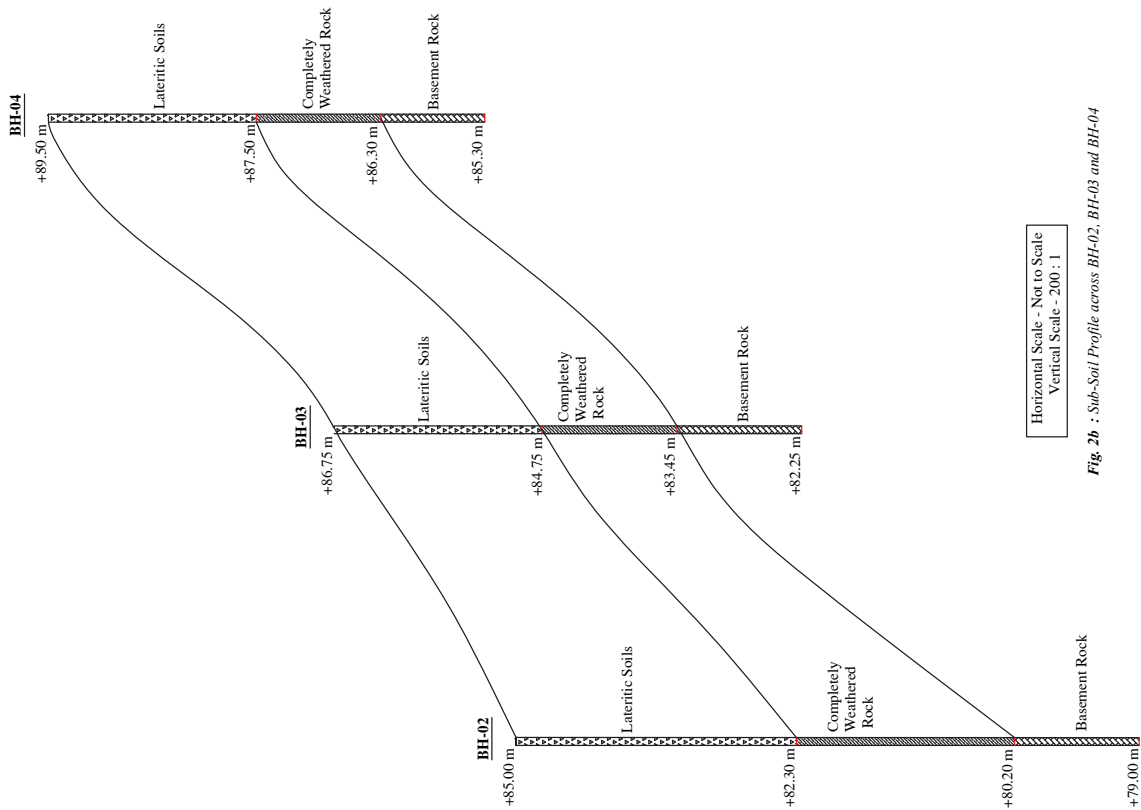 BH-04
+89.50 m
Lateritic Soils
+87.50 m
Completely
Weathered Rock
+86.30 m
Basement Rock
+85.30 m
BH-03
+86.75 m
Lateritic Soils
+84.75 m
Completely
Weathered
Rock
+83.45 m
Basement Rock
+82.25 m
BH-02
+85.00 m
Lateritic Soils
+82.30 m
Completely
Weathered
Rock
+80.20 m
Basement Rock
+79.00 m
Horizontal Scale - Not to Scale
Vertical Scale - 200 : 1
Fig. 2b : Sub-Soil Profile across BH-02, BH-03 and BH-04